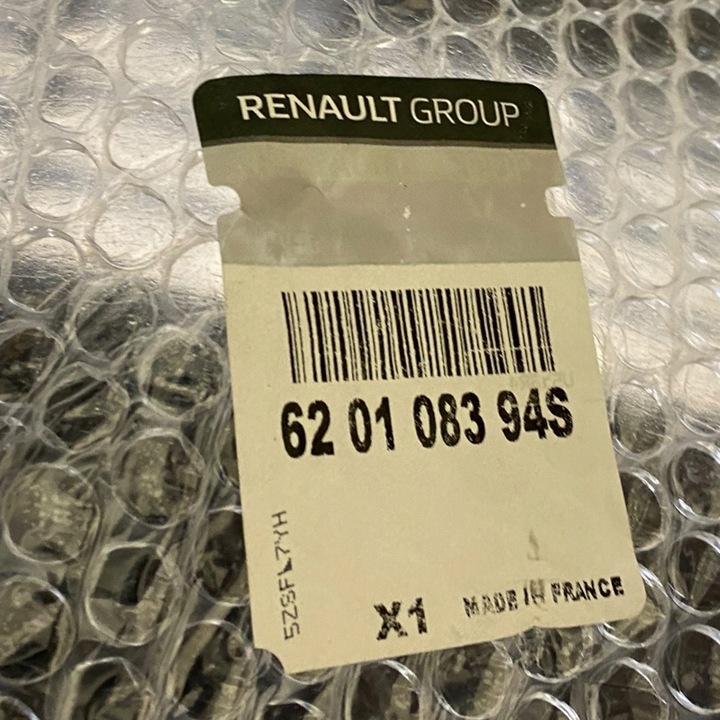 RENAULT GROUP
62 01 083 94S
5ZSFL7YH
X1 MADE IN FRANCE